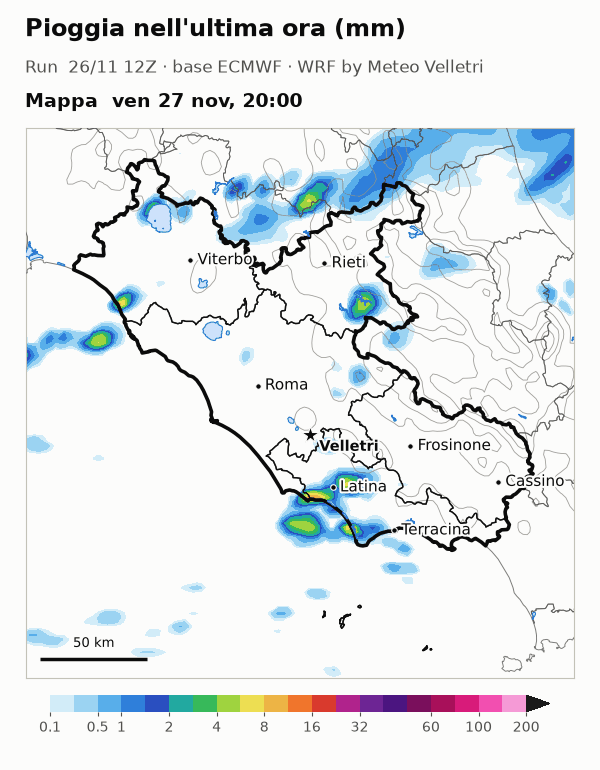 Pioggia nell'ultima ora (mm)
Run  26/11 12Z · base ECMWF · WRF by Meteo Velletri
Mappa  ven 27 nov, 20:00
Viterbo
Rieti
Roma
Velletri
Frosinone
Latina
Cassino
Terracina
50 km
0.1 0.5 1 2 4 8 16 32 60 100 200